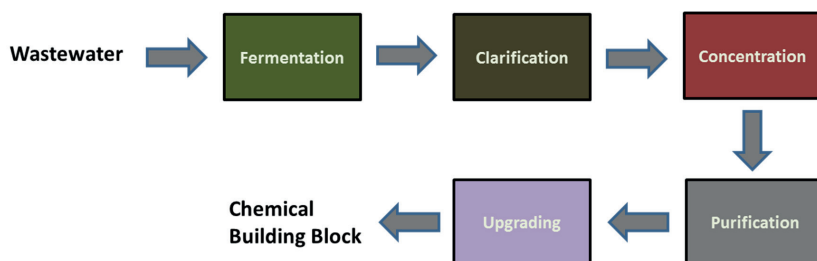 Wastewater
Fermentation
Clarification
Concentration
Purification
Upgrading
Chemical
Building Block